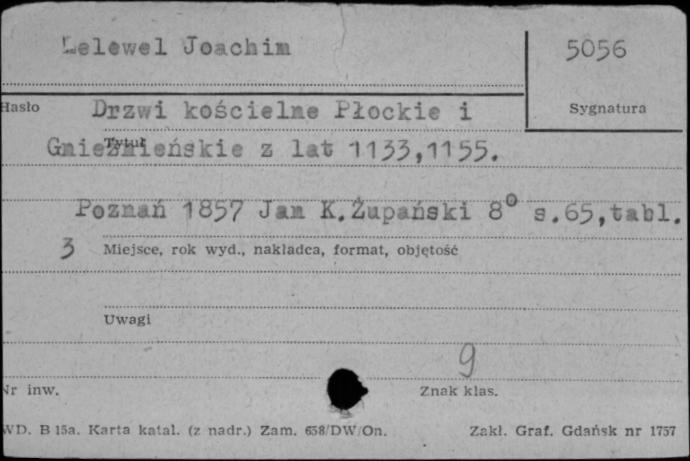 Lelewel Joachim
5056
Hasło
Drzwi kościelne Płockie i
Sygnatura
Tytuł
Gnieźnieńskie z lat 1133,1155.
Poznań 1857 Jan K.Żupański 8⁰ s.65,tabl.
3
Miejsce, rok wyd., nakładca, format, objętość
Uwagi
9
Nr inw.
Znak klas.
WD. B 15a. Karta katal. (z nadr.) Zam. 658/DW/On.
Zakł. Graf. Gdańsk nr 1757